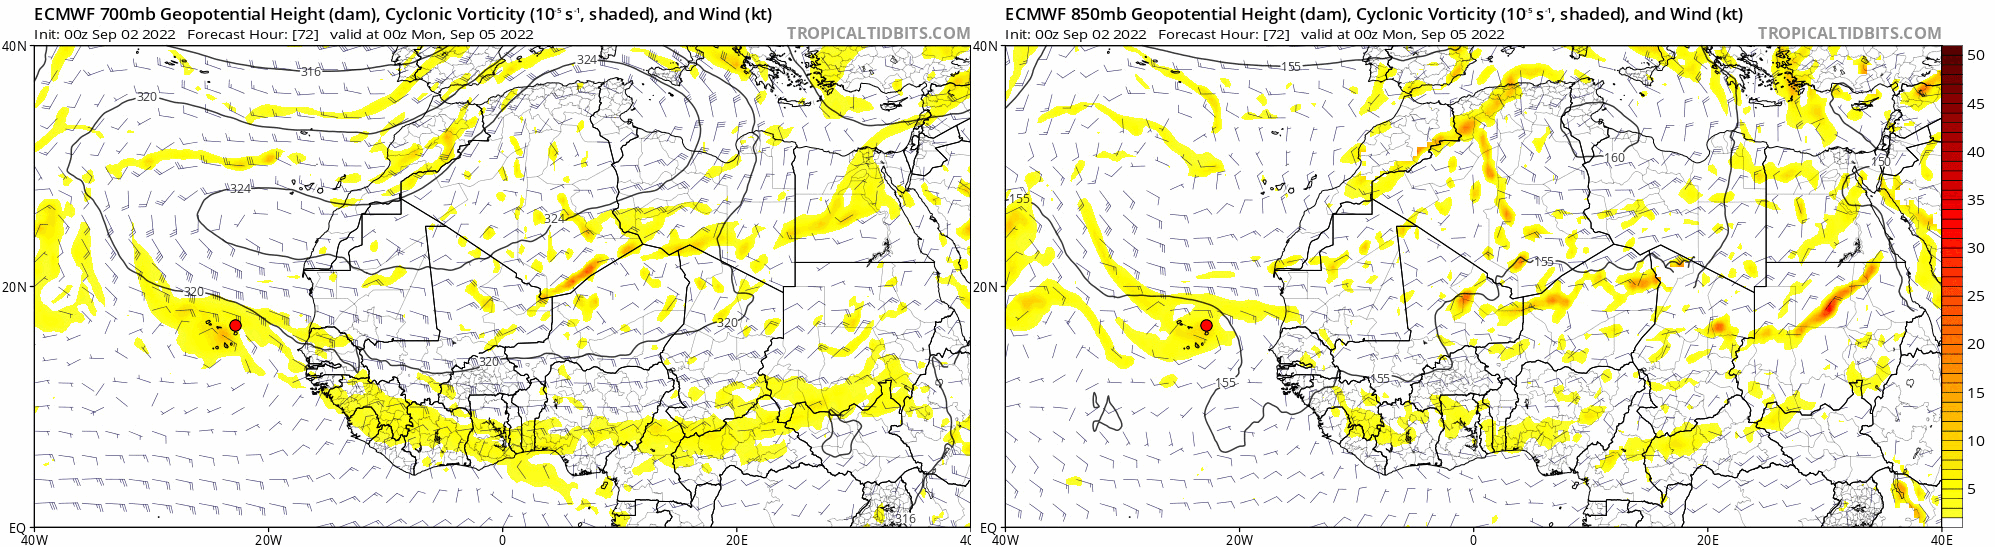 ECMWF 700mb Geopotential Height (dam), Cyclonic Vorticity (10⁻⁵ s⁻¹, shaded), and Wind (kt)
Init: 00z Sep 02 2022 Forecast Hour: [72] valid at 00z Mon, Sep 05 2022
TROPICALTIDBITS.COM
40N
20N
EQ
40W
20W
0
20E
40
316
320
324
324
324
320
320
320
316
ECMWF 850mb Geopotential Height (dam), Cyclonic Vorticity (10⁻⁵ s⁻¹, shaded), and Wind (kt)
Init: 00z Sep 02 2022 Forecast Hour: [72] valid at 00z Mon, Sep 05 2022
TROPICALTIDBITS.COM
40N
20N
EQ
40W
20W
0
20E
40E
155
160
150
155
155
155
155
50
45
40
35
30
25
20
15
10
5